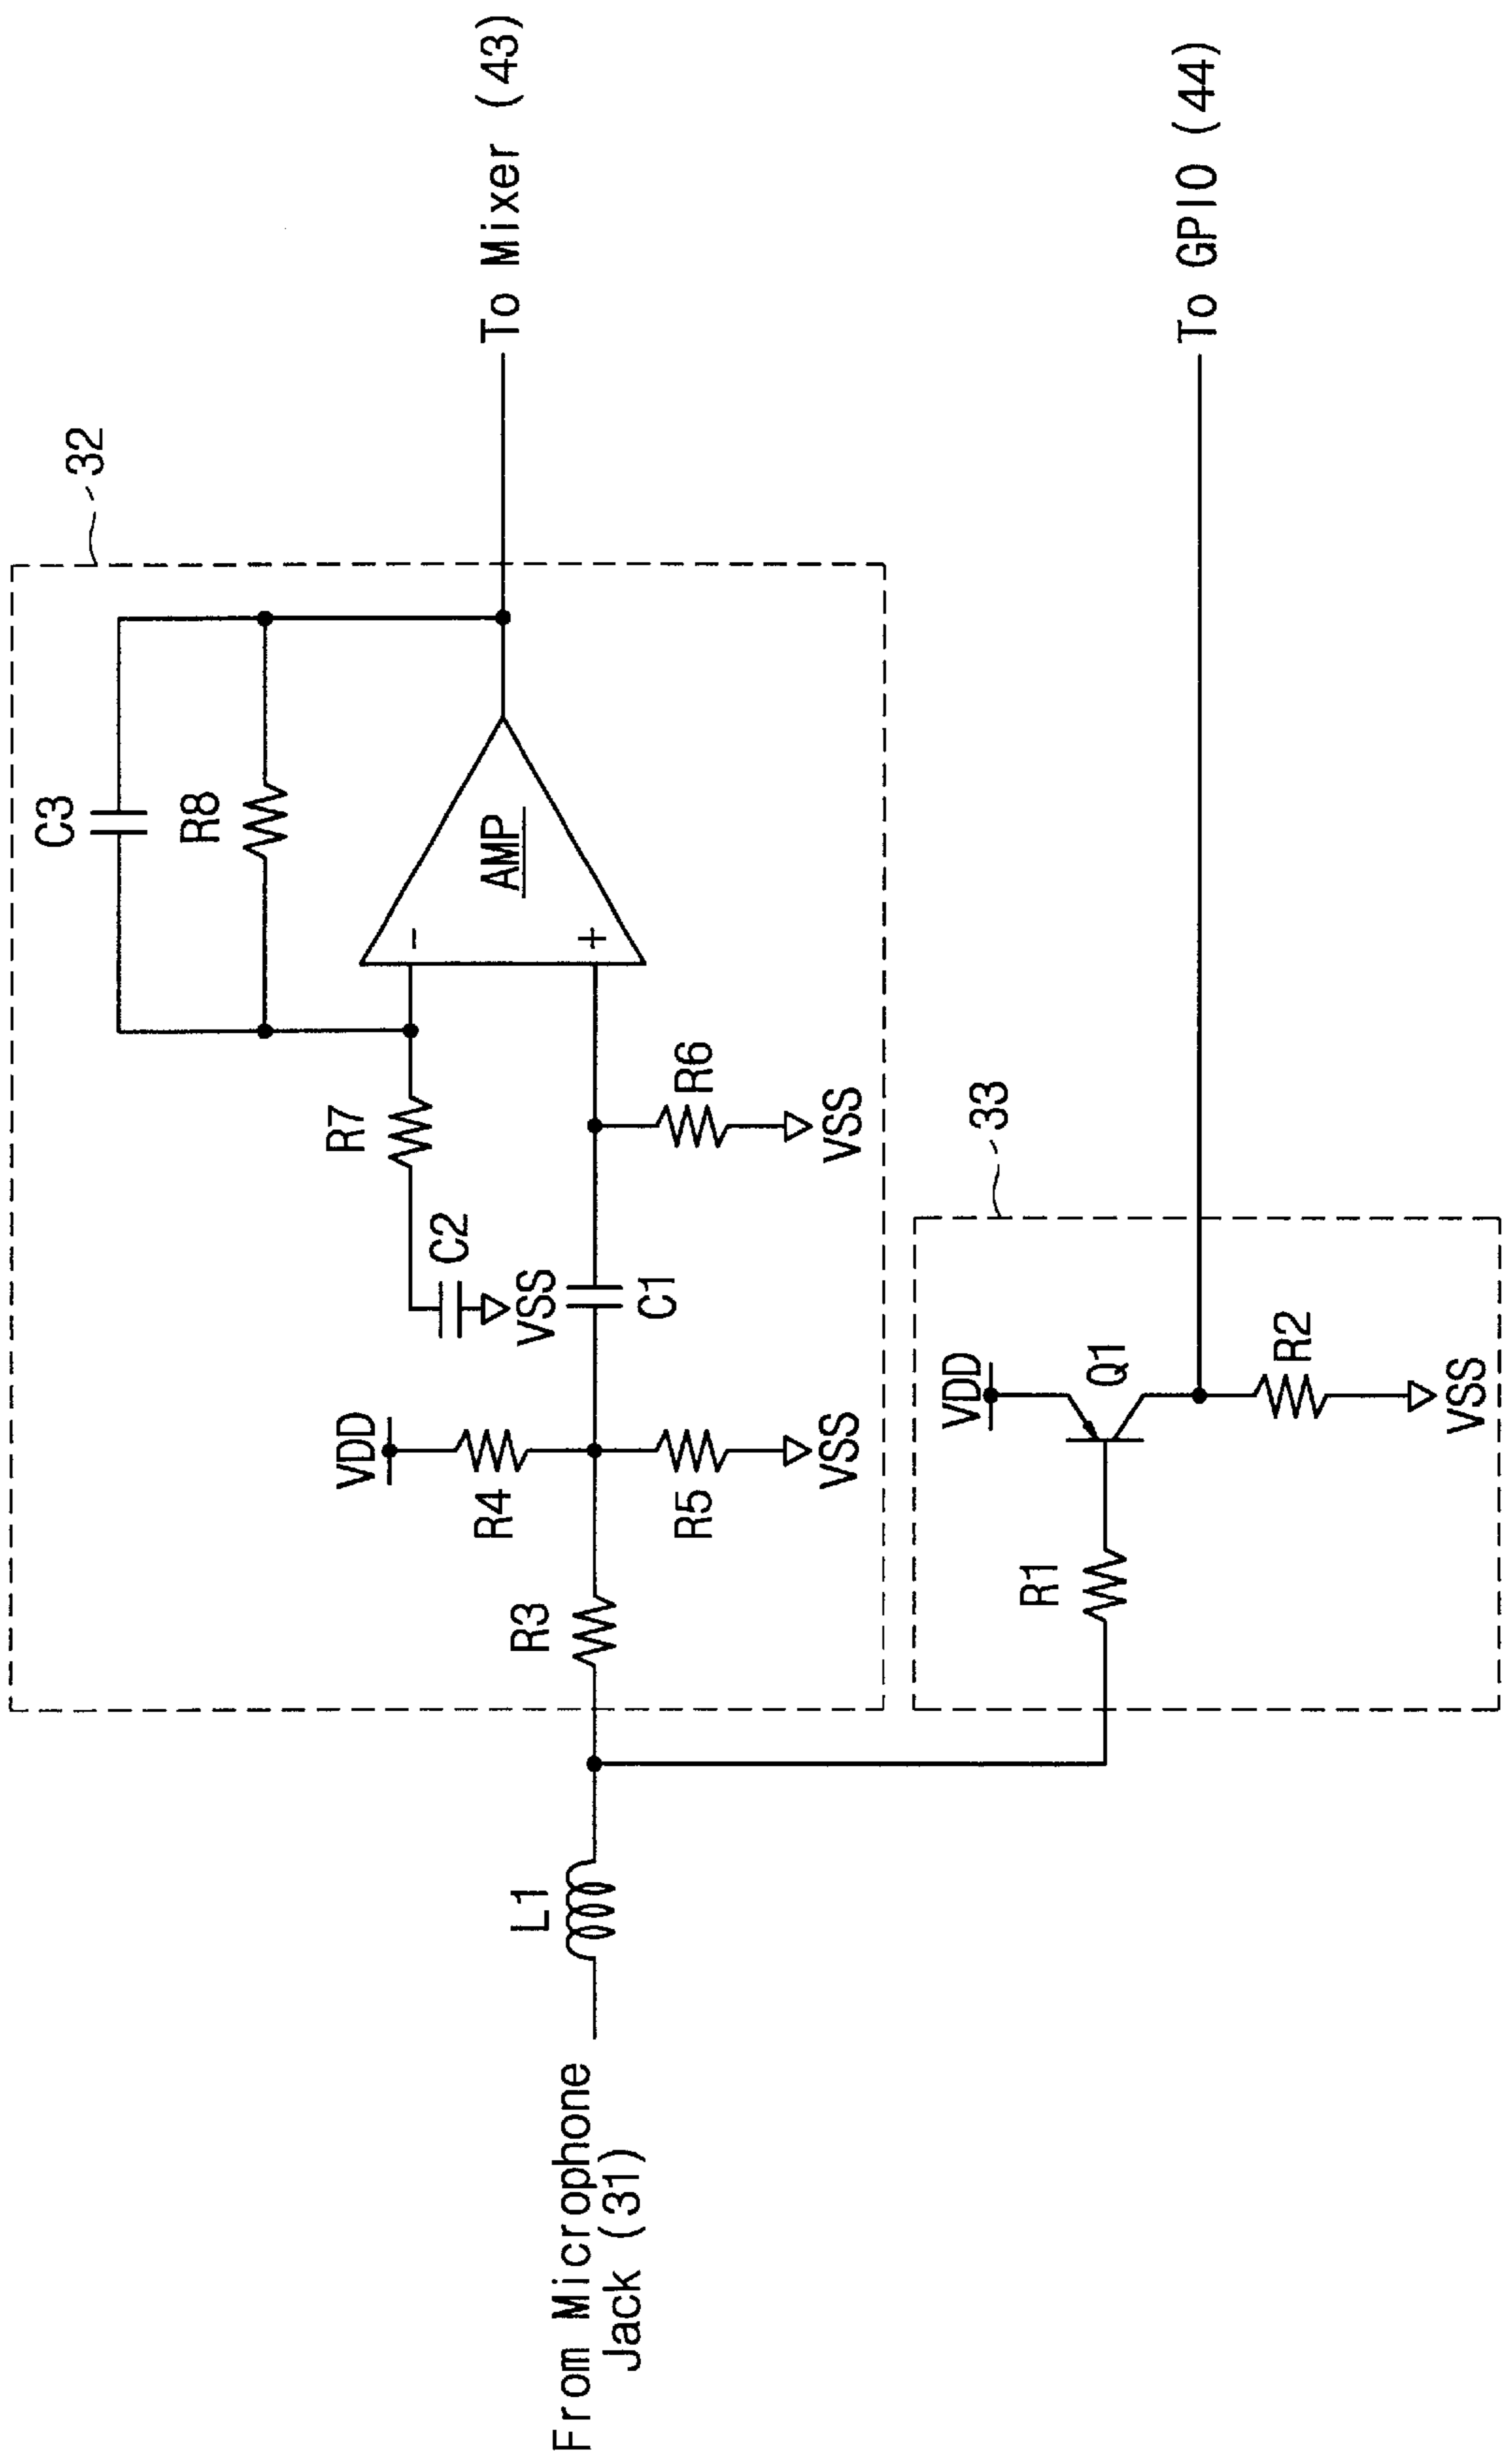 32
C3
R8
AMP
-
+
To Mixer (43)
R7
C2
VSS
VDD
R4
C1
R6
VSS
R3
R5
VSS
L1
From Microphone
Jack (31)
33
VDD
Q1
R1
R2
VSS
To GPIO (44)